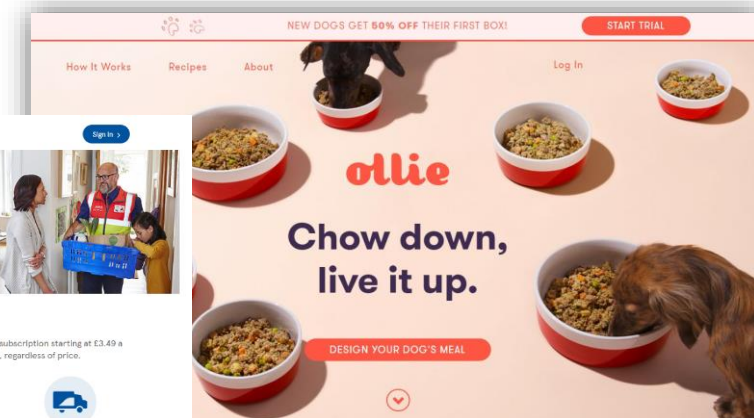 NEW DOGS GET 50% OFF THEIR FIRST BOX!
START TRIAL
How It Works
Recipes
About
Log In
ollie
Chow down,
live it up.
DESIGN YOUR DOG'S MEAL
Sign In >
subscription starting at £3.49 a
, regardless of price.